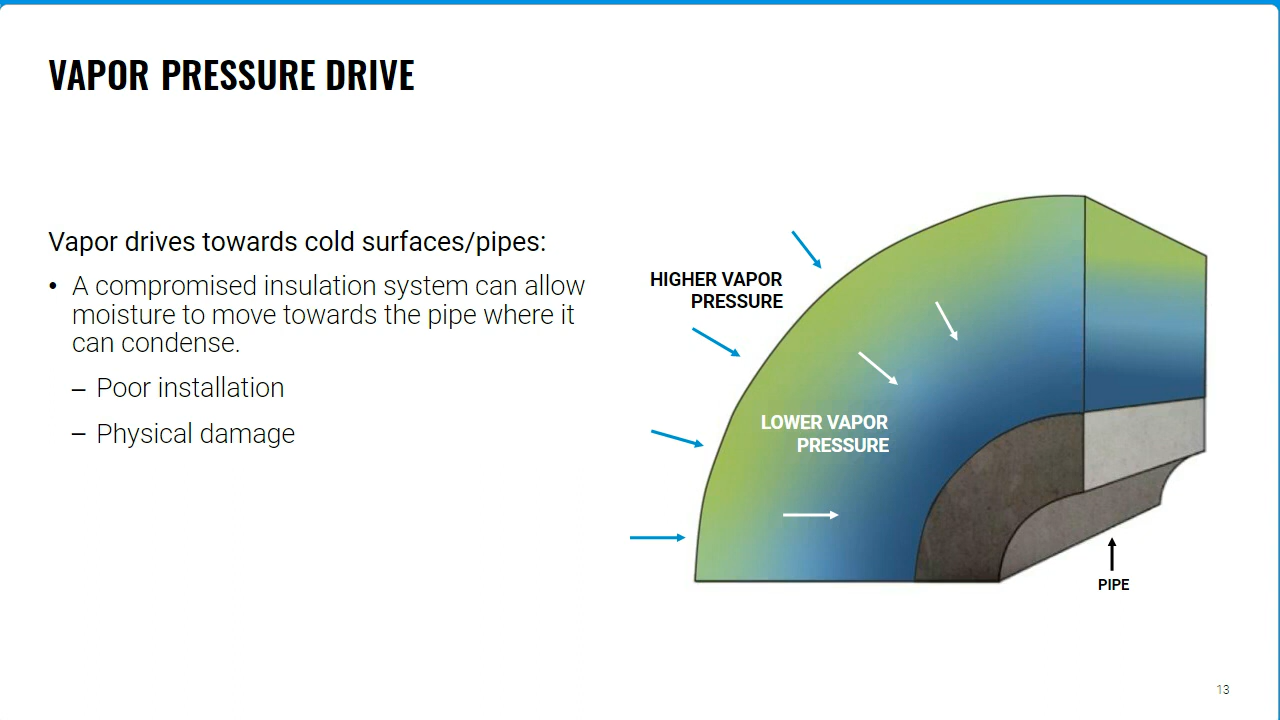 VAPOR PRESSURE DRIVE
Vapor drives towards cold surfaces/pipes:
• A compromised insulation system can allow
moisture to move towards the pipe where it
can condense.
– Poor installation
– Physical damage
HIGHER VAPOR
PRESSURE
LOWER VAPOR
PRESSURE
PIPE
13